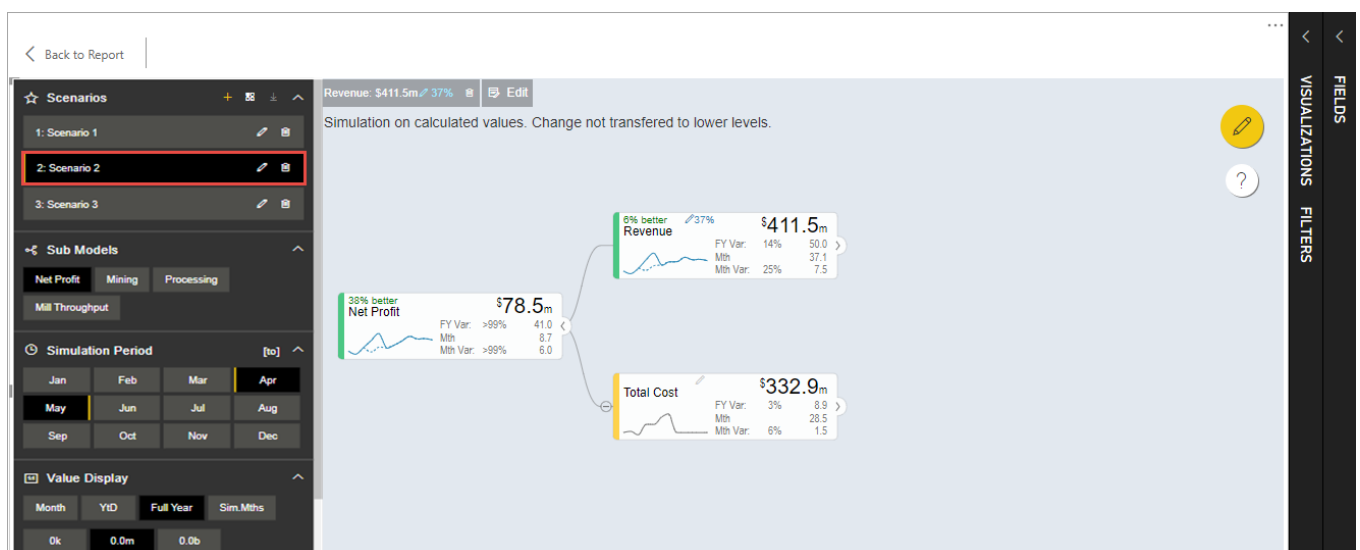 Back to Report
Scenarios
1: Scenario 1
2: Scenario 2
3: Scenario 3
Sub Models
Net Profit Mining Processing
Mill Throughput
Simulation Period [to]
Jan Feb Mar Apr
May Jun Jul Aug
Sep Oct Nov Dec
Value Display
Month YtD Full Year Sim.Mths
0k 0.0m 0.0b
Revenue: $411.5m 37% Edit
Simulation on calculated values. Change not transfered to lower levels.
38% better
Net Profit $78.5m
FY Var: >99% 41.0
Mth 8.7
Mth Var: >99% 6.0
6% better 37%
Revenue $411.5m
FY Var: 14% 50.0
Mth 37.1
Mth Var: 25% 7.5
Total Cost $332.9m
FY Var: 3% 8.9
Mth 28.5
Mth Var: 6% 1.5
?
VISUALIZATIONS
FILTERS
FIELDS